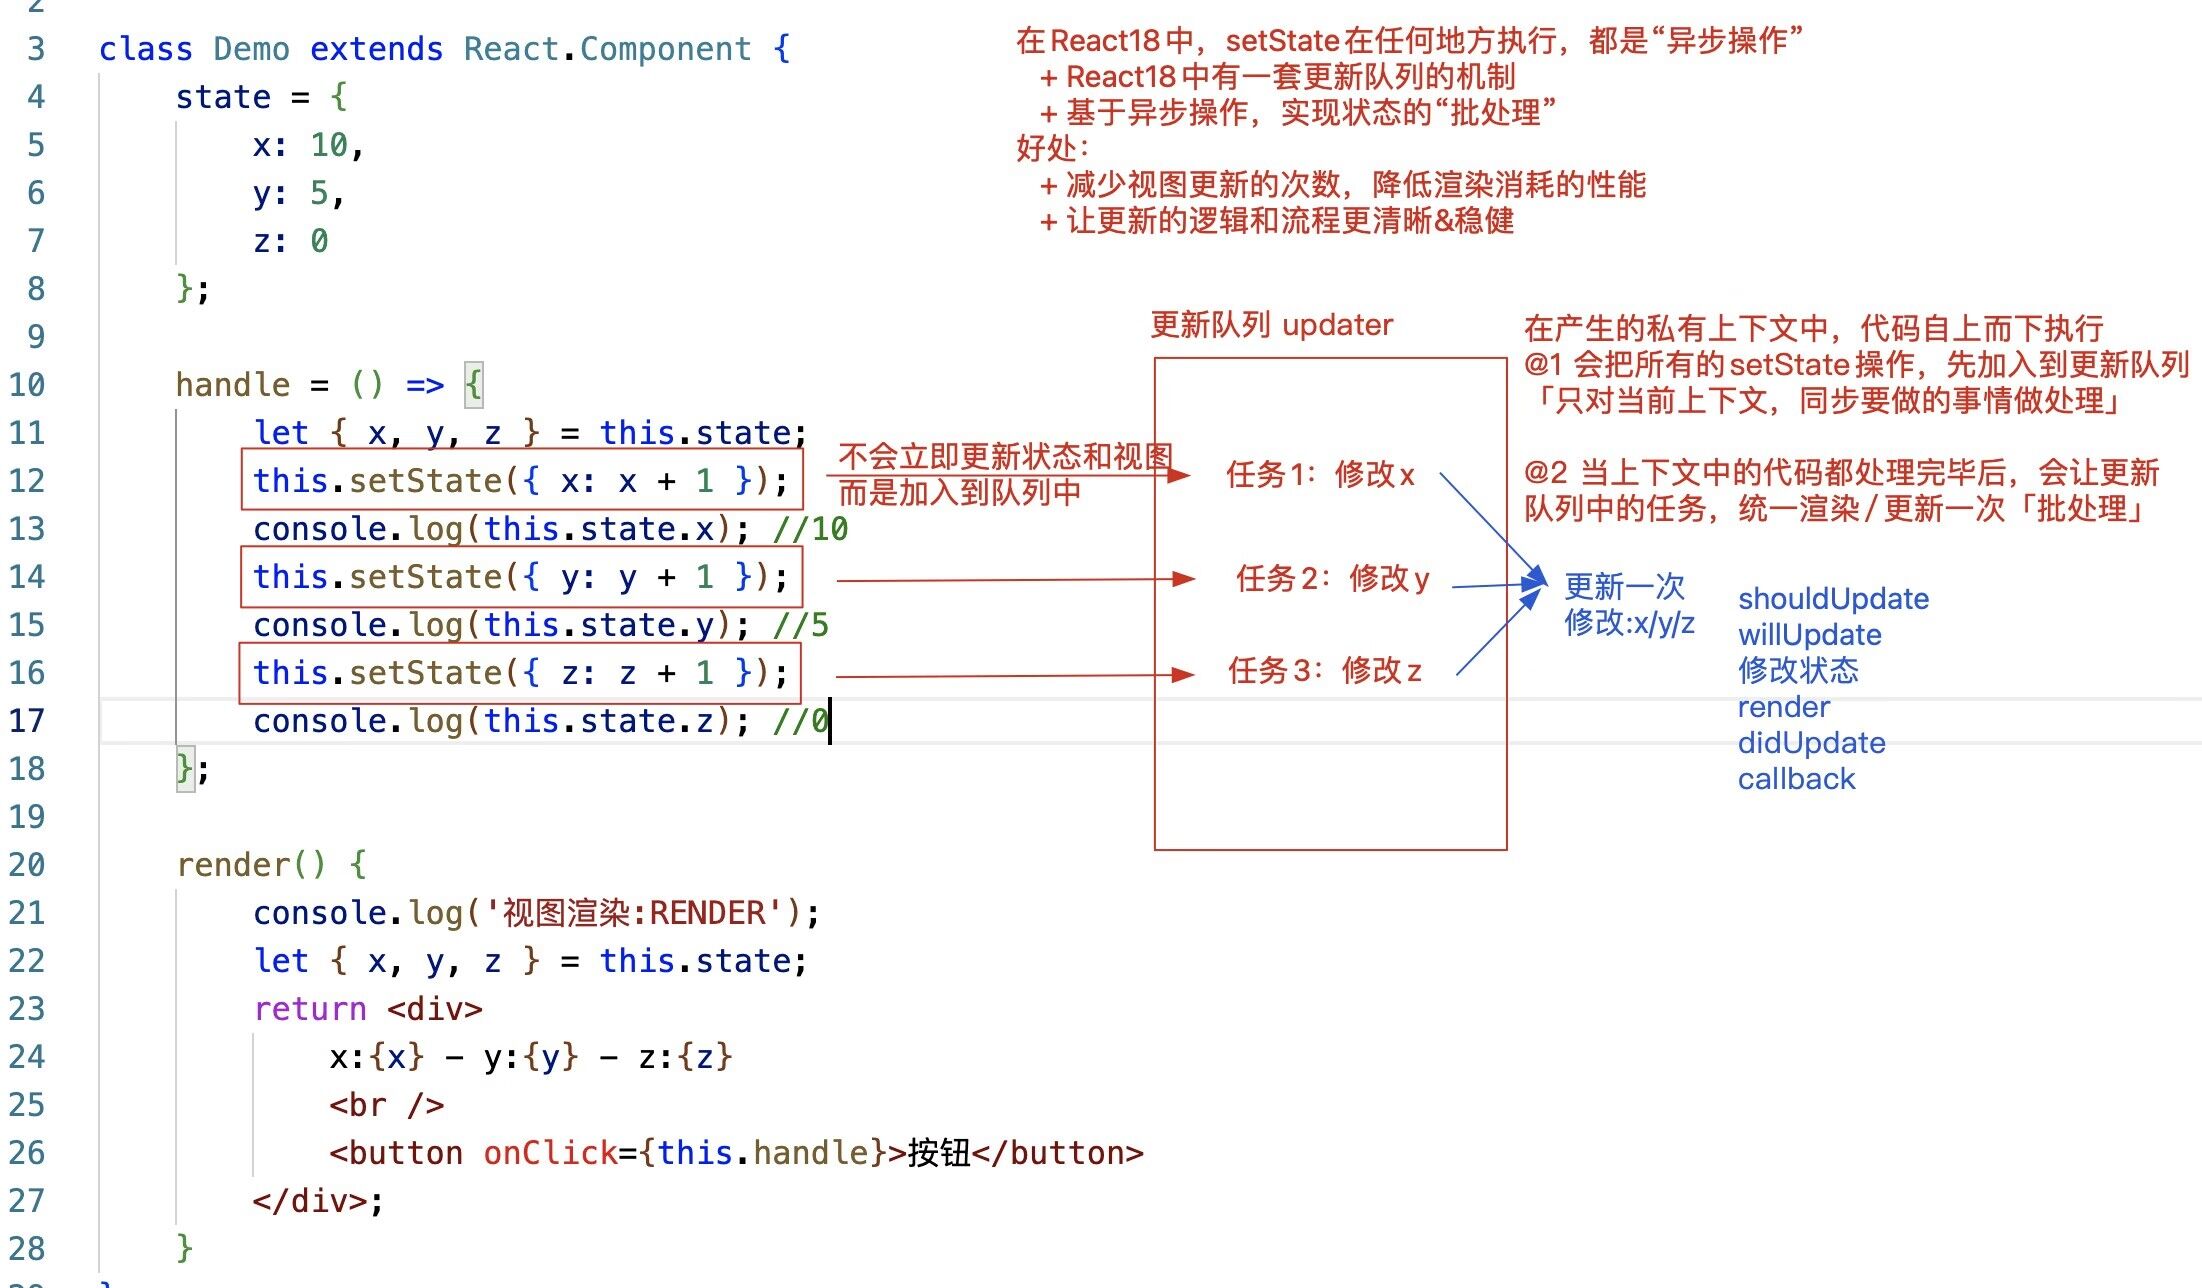 2
3 class Demo extends React.Component {
4 state = {
5 x: 10,
6 y: 5,
7 z: 0
8 };
9
10 handle = () => {
11 let { x, y, z } = this.state;
12 this.setState({ x: x + 1 });
13 console.log(this.state.x); //10
14 this.setState({ y: y + 1 });
15 console.log(this.state.y); //5
16 this.setState({ z: z + 1 });
17 console.log(this.state.z); //0
18 };
19
20 render() {
21 console.log('视图渲染:RENDER');
22 let { x, y, z } = this.state;
23 return <div>
24 x:{x} - y:{y} - z:{z}
25 <br />
26 <button onClick={this.handle}>按钮</button>
27 </div>;
28 }
29 }
在React18中，setState在任何地方执行，都是“异步操作”
+ React18中有一套更新队列的机制
+ 基于异步操作，实现状态的“批处理”
好处：
+ 减少视图更新的次数，降低渲染消耗的性能
+ 让更新的逻辑和流程更清晰&稳健
不会立即更新状态和视图
而是加入到队列中
更新队列 updater
任务1：修改x
任务2：修改y
任务3：修改z
在产生的私有上下文中，代码自上而下执行
@1 会把所有的setState操作，先加入到更新队列
「只对当前上下文，同步要做的事情做处理」
@2 当上下文中的代码都处理完毕后，会让更新
队列中的任务，统一渲染/更新一次「批处理」
更新一次
修改:x/y/z
shouldUpdate
willUpdate
修改状态
render
didUpdate
callback